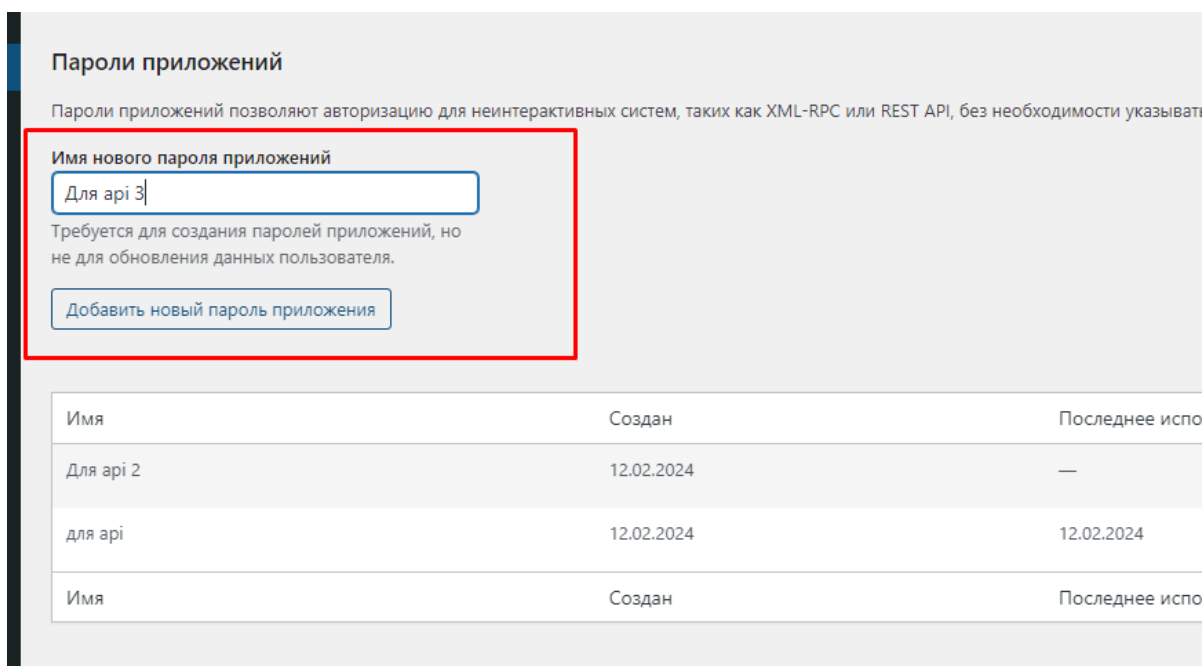 Пароли приложений
Пароли приложений позволяют авторизацию для неинтерактивных систем, таких как XML-RPC или REST API, без необходимости указывать
Имя нового пароля приложений
Для api 3
Требуется для создания паролей приложений, но
не для обновления данных пользователя.
Добавить новый пароль приложения
Имя Создан Последнее испо
Для api 2 12.02.2024 —
для api 12.02.2024 12.02.2024
Имя Создан Последнее испо